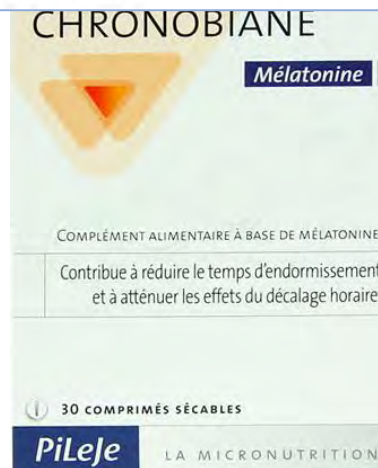 CHRONOBIANE
Mélatonine
COMPLÉMENT ALIMENTAIRE À BASE DE MÉLATONINE
Contribue à réduire le temps d'endormissement
et à atténuer les effets du décalage horaire
30 COMPRIMÉS SÉCABLES
PiLeJe LA MICRONUTRITION